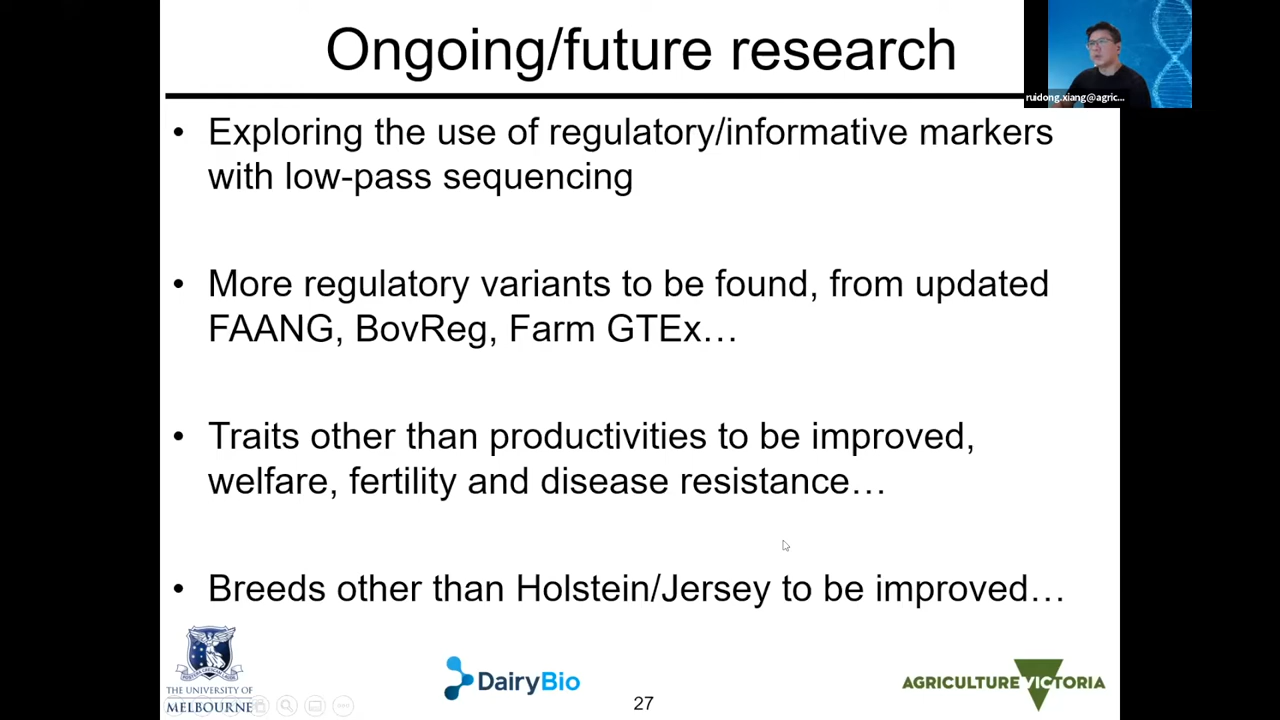 Ongoing/future research
ruidong.xiang@agric...
• Exploring the use of regulatory/informative markers
with low-pass sequencing
• More regulatory variants to be found, from updated
FAANG, BovReg, Farm GTEx…
• Traits other than productivities to be improved,
welfare, fertility and disease resistance…
• Breeds other than Holstein/Jersey to be improved…
THE UNIVERSITY OF
MELBOURNE
DairyBio
27
AGRICULTURE VICTORIA